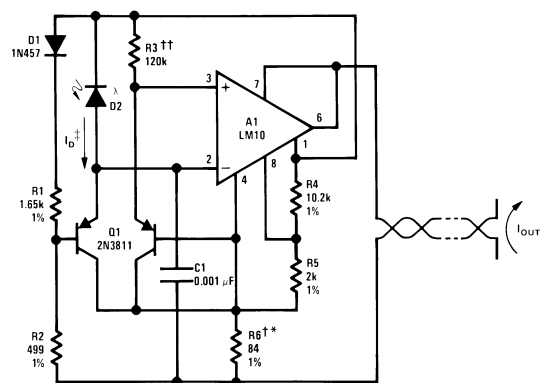 D1
1N457
R3 ††
120k
λ
D2
I_D ‡‡
3
+
7
A1
LM10
6
1
2
−
4
8
R1
1.65k
1%
R4
10.2k
1%
Q1
2N3811
C1
0.001 µF
R5
2k
1%
I_OUT
R2
499
1%
R6†*
84
1%